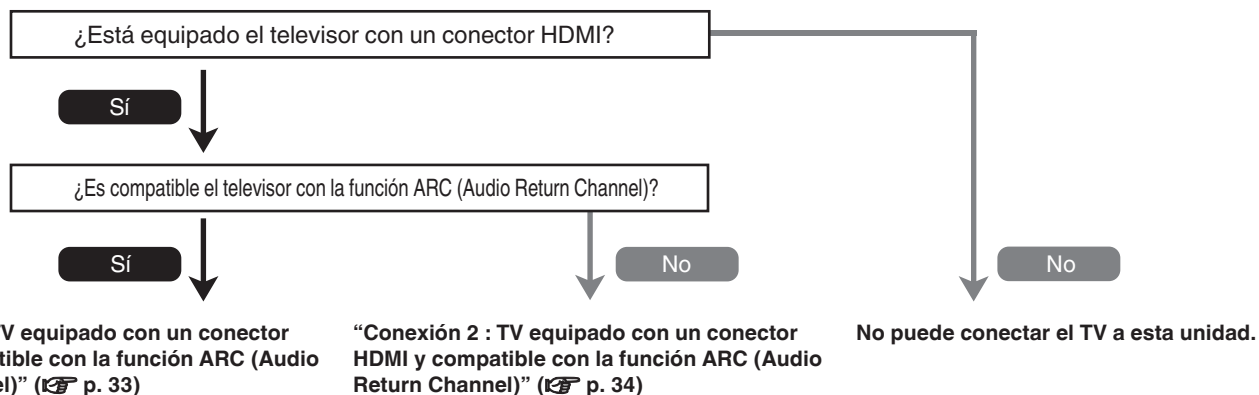 ¿Está equipado el televisor con un conector HDMI?
Sí
¿Es compatible el televisor con la función ARC (Audio Return Channel)?
Sí
No
No
TV equipado con un conector
con la función ARC (Audio
p. 33)
“Conexión 2 : TV equipado con un conector
HDMI y compatible con la función ARC (Audio
Return Channel)” (☞ p. 34)
No puede conectar el TV a esta unidad.